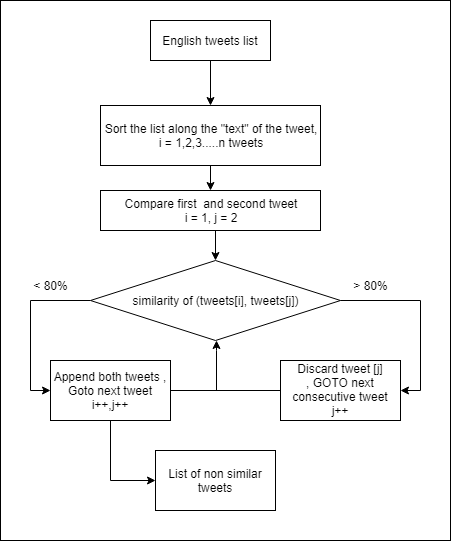 English tweets list
Sort the list along the "text" of the tweet,
i = 1,2,3.....n tweets
Compare first and second tweet
i = 1, j = 2
similarity of (tweets[i], tweets[j])
< 80%
> 80%
Append both tweets ,
Goto next tweet
i++,j++
Discard tweet [j]
, GOTO next
consecutive tweet
j++
List of non similar
tweets